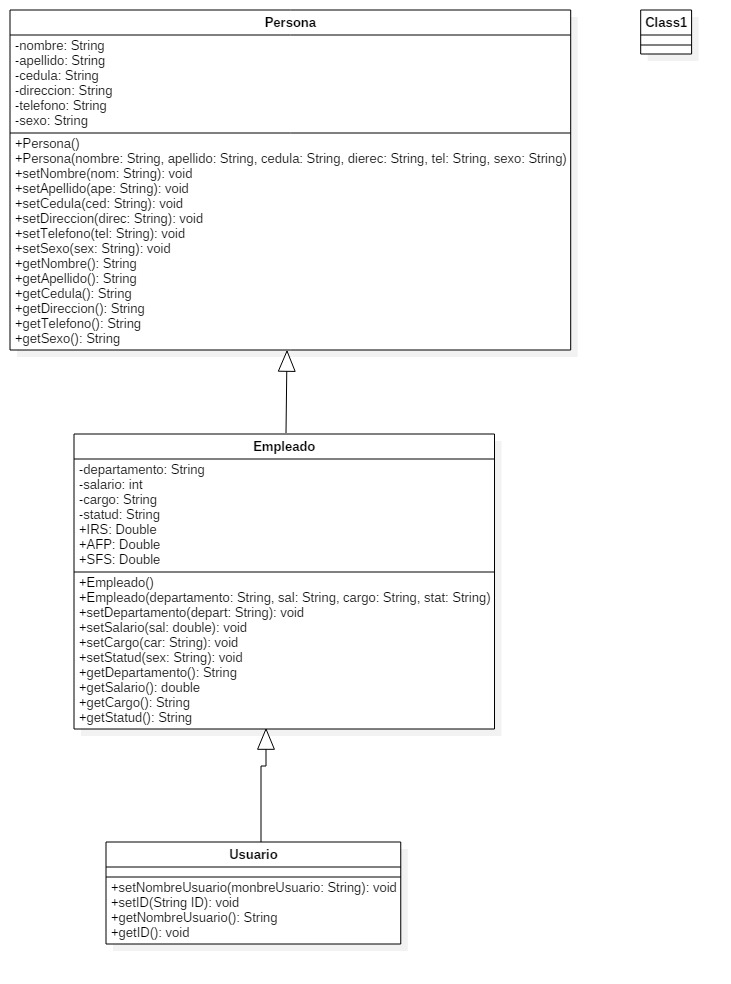 Persona
-nombre: String
-apellido: String
-cedula: String
-direccion: String
-telefono: String
-sexo: String
+Persona()
+Persona(nombre: String, apellido: String, cedula: String, dierec: String, tel: String, sexo: String)
+setNombre(nom: String): void
+setApellido(ape: String): void
+setCedula(ced: String): void
+setDireccion(direc: String): void
+setTelefono(tel: String): void
+setSexo(sex: String): void
+getNombre(): String
+getApellido(): String
+getCedula(): String
+getDireccion(): String
+getTelefono(): String
+getSexo(): String
Class1
Empleado
-departamento: String
-salario: int
-cargo: String
-statud: String
+IRS: Double
+AFP: Double
+SFS: Double
+Empleado()
+Empleado(departamento: String, sal: String, cargo: String, stat: String)
+setDepartamento(depart: String): void
+setSalario(sal: double): void
+setCargo(car: String): void
+setStatud(sex: String): void
+getDepartamento(): String
+getSalario(): double
+getCargo(): String
+getStatud(): String
Usuario
+setNombreUsuario(monbreUsuario: String): void
+setID(String ID): void
+getNombreUsuario(): String
+getID(): void